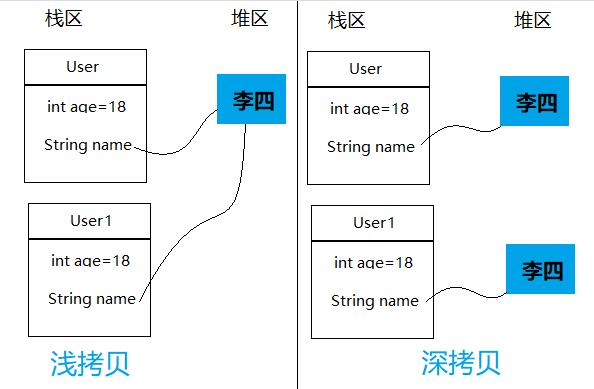 栈区
堆区
User
int age=18
String name
李四
User1
int age=18
String name
浅拷贝
栈区
堆区
User
int age=18
String name
李四
User1
int age=18
String name
李四
深拷贝